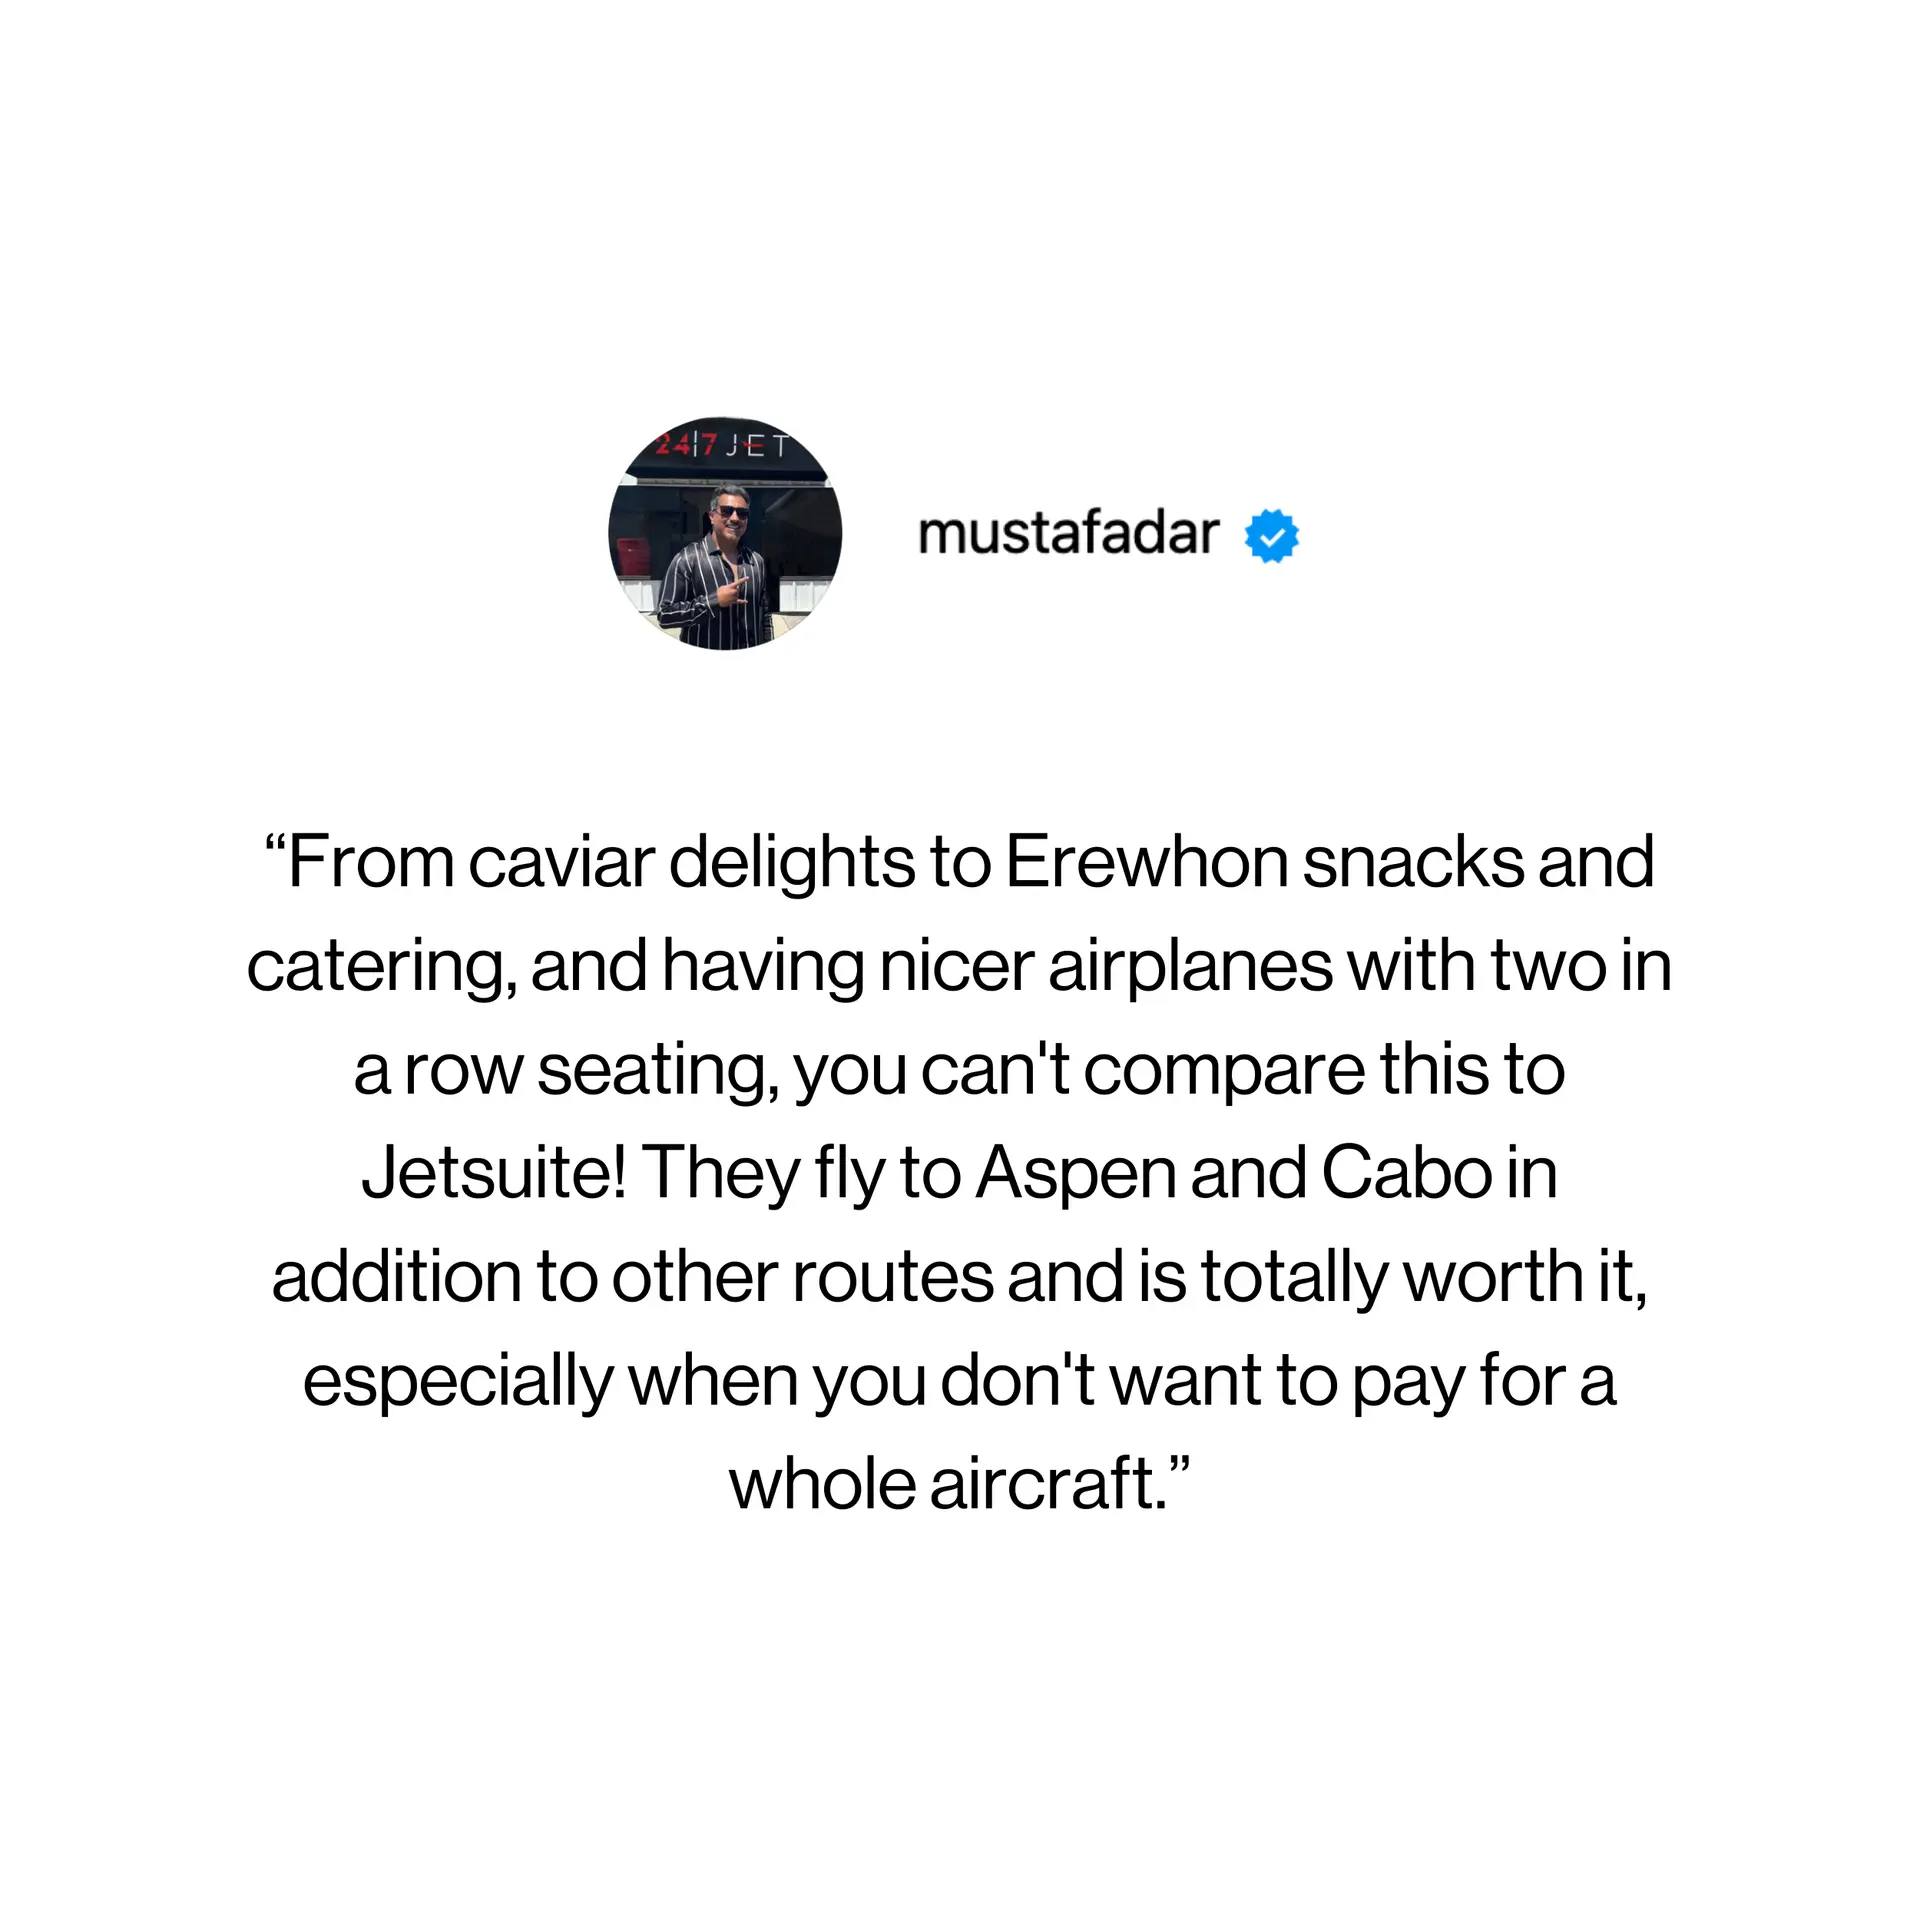 24|7 JET
mustafadar
“From caviar delights to Erewhon snacks and
catering, and having nicer airplanes with two in
a row seating, you can't compare this to
Jetsuite! They fly to Aspen and Cabo in
addition to other routes and is totally worth it,
especially when you don't want to pay for a
whole aircraft.”